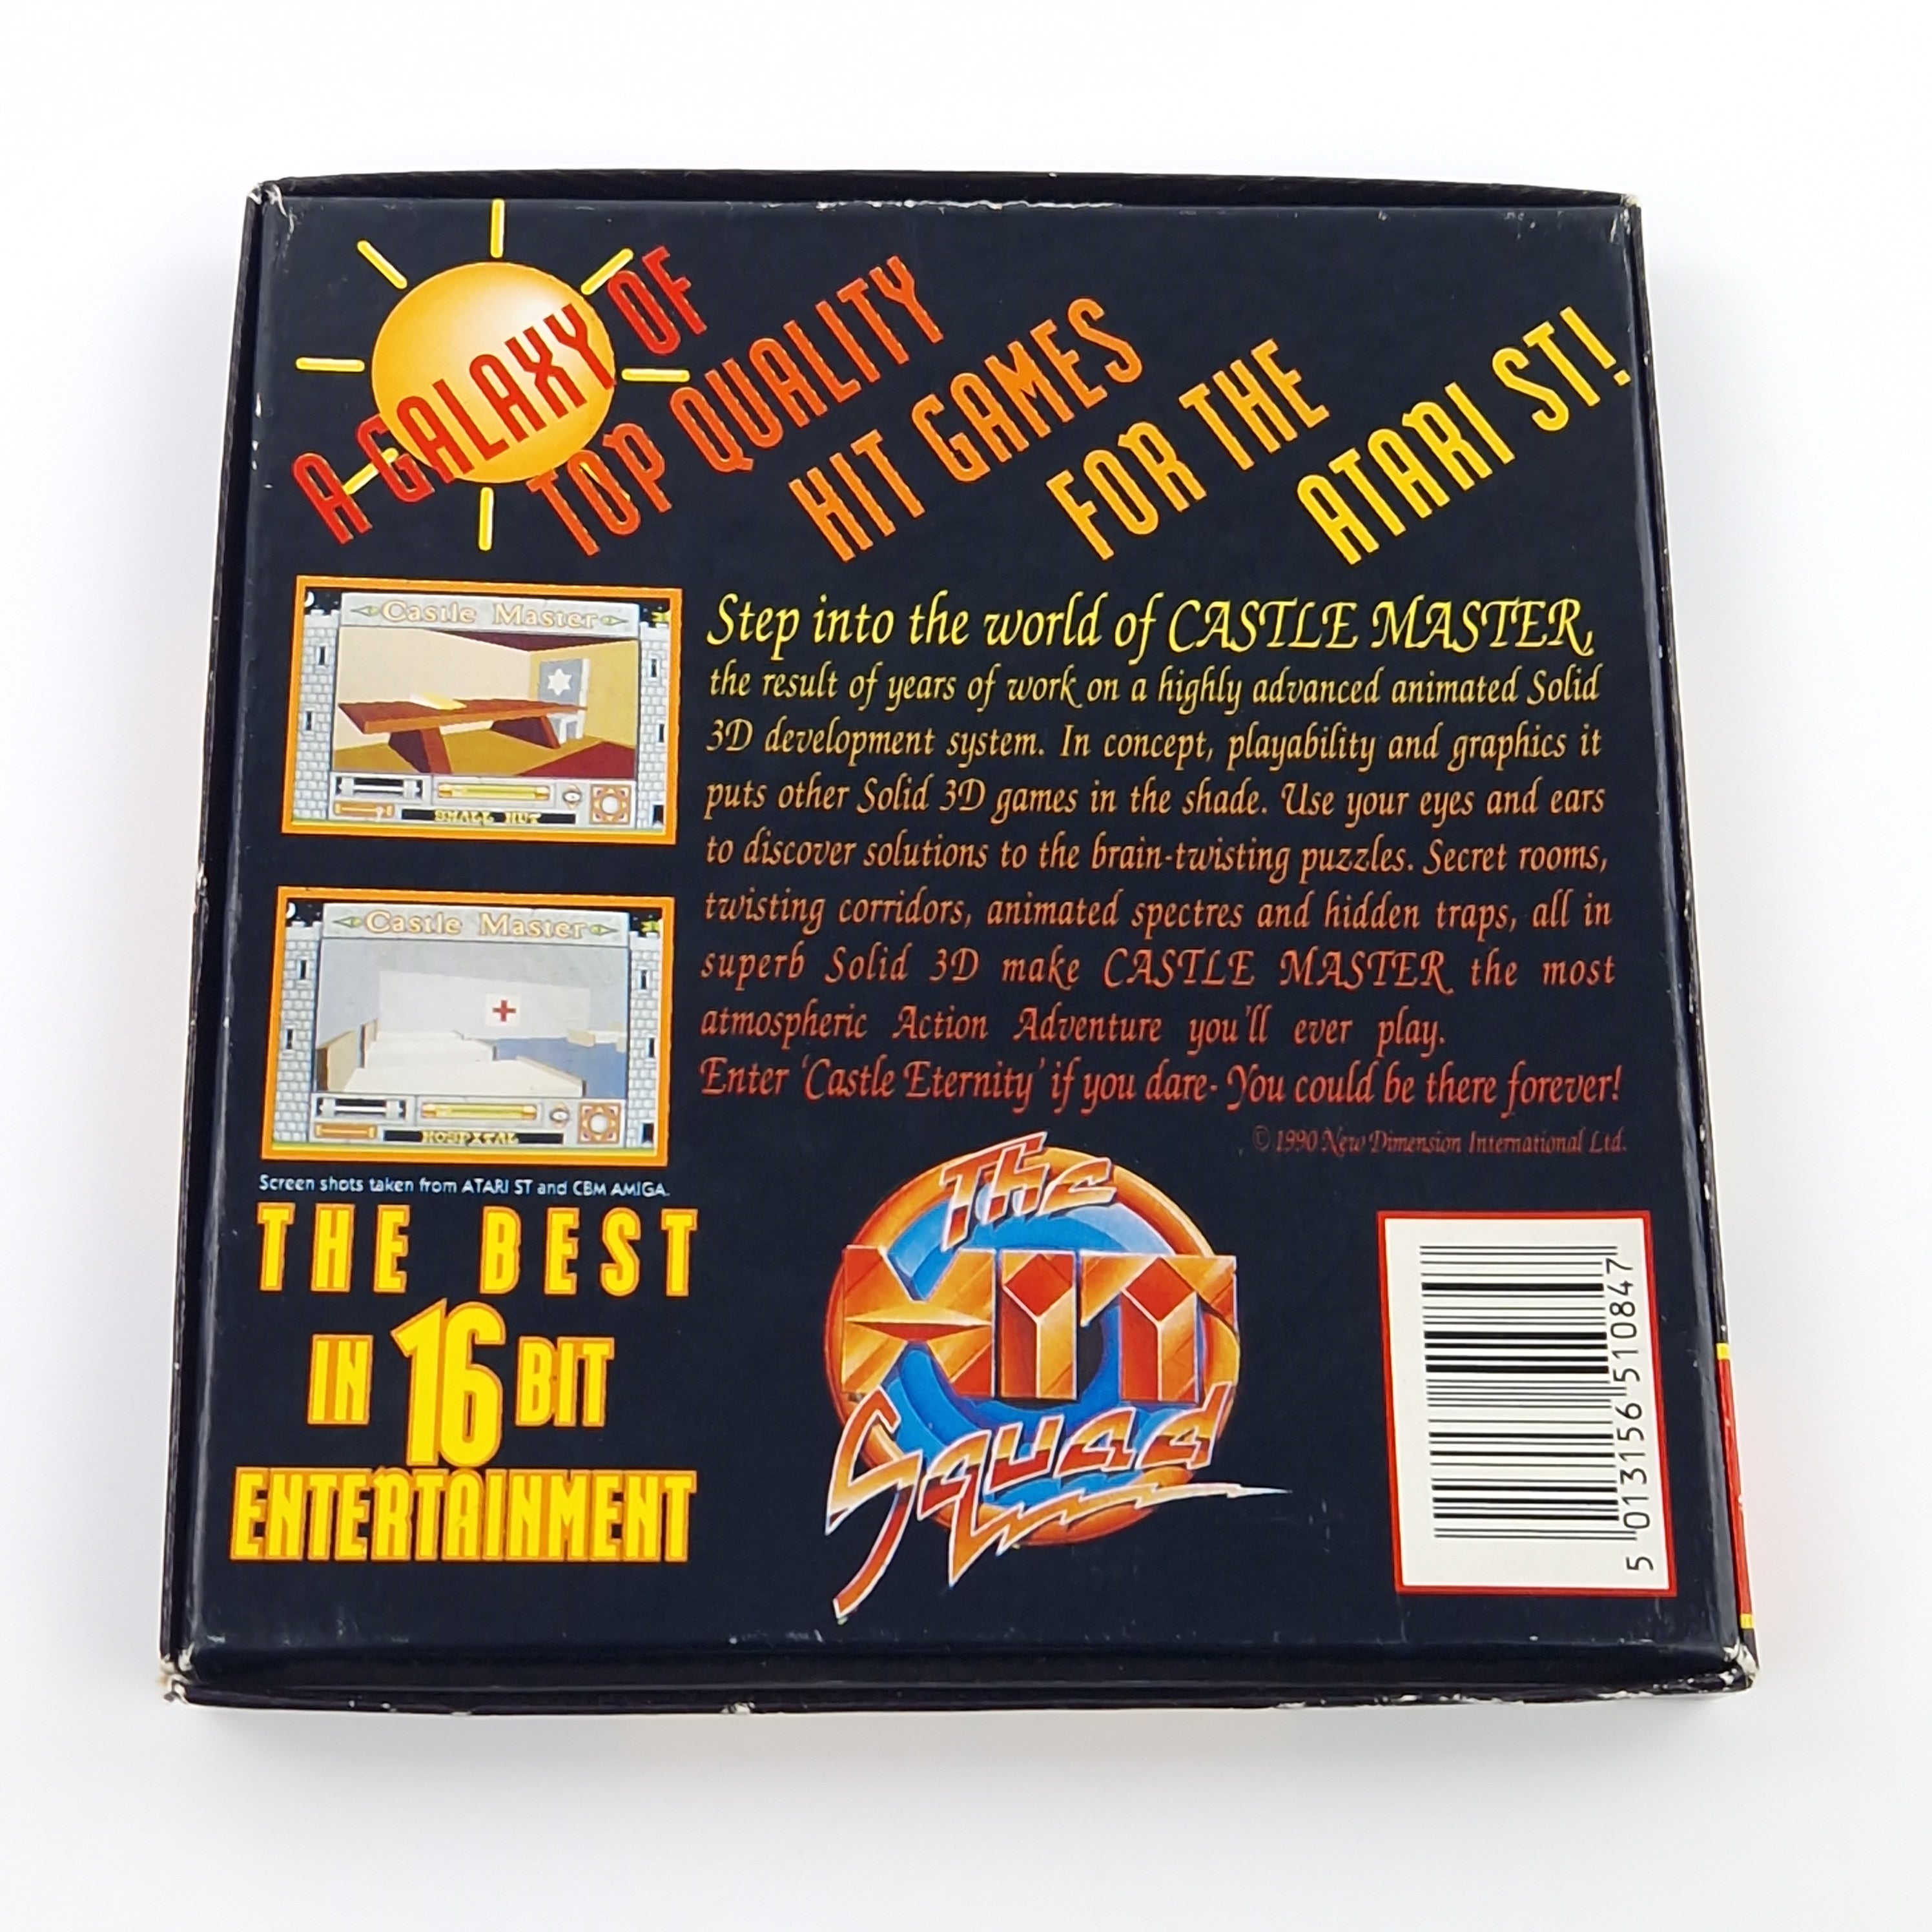 A GALAXY OF
TOP QUALITY
HIT GAMES
FOR THE
ATARI ST!
Castle Master
SMALL HUT
Castle Master
HOSPITAL
Screen shots taken from ATARI ST and CBM AMIGA.
Step into the world of CASTLE MASTER,
the result of years of work on a highly advanced animated Solid
3D development system. In concept, playability and graphics it
puts other Solid 3D games in the shade. Use your eyes and ears
to discover solutions to the brain-twisting puzzles. Secret rooms,
twisting corridors, animated spectres and hidden traps, all in
superb Solid 3D make CASTLE MASTER the most
atmospheric Action Adventure you'll ever play.
Enter 'Castle Eternity' if you dare- You could be there forever!
© 1990 New Dimension International Ltd.
THE BEST
IN 16 BIT
ENTERTAINMENT
THE
HIT
SQUAD
5 013156 510847